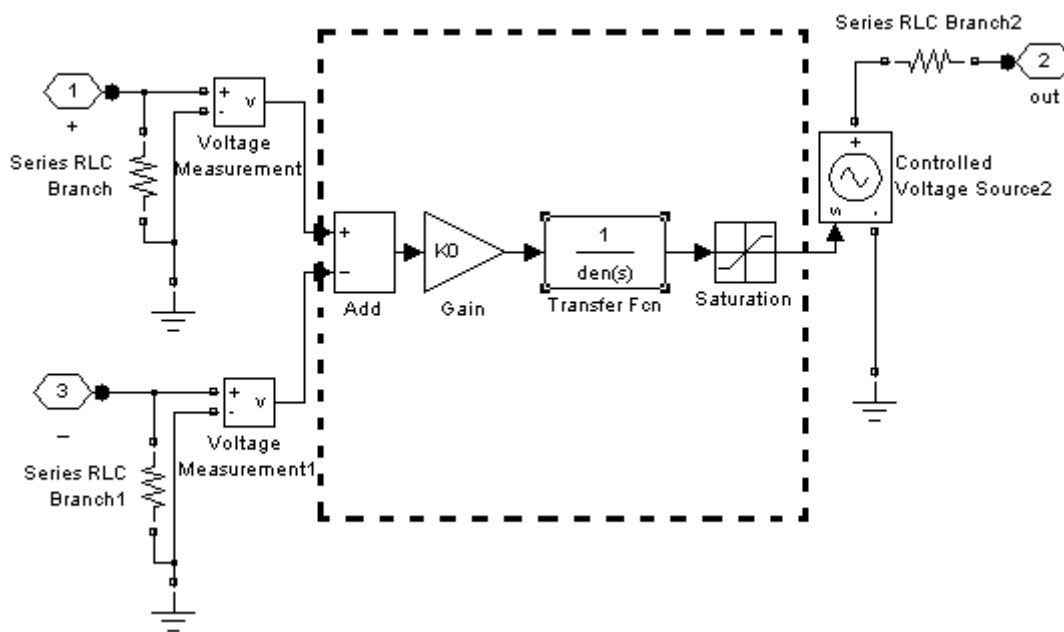 Series RLC Branch2
1
+
+
-
v
Voltage
Measurement
Series RLC
Branch
2
out
+
s
-
Controlled
Voltage Source2
+
−
Add
K0
Gain
1
den(s)
Transfer Fcn
Saturation
3
−
+
-
v
Voltage
Measurement1
Series RLC
Branch1